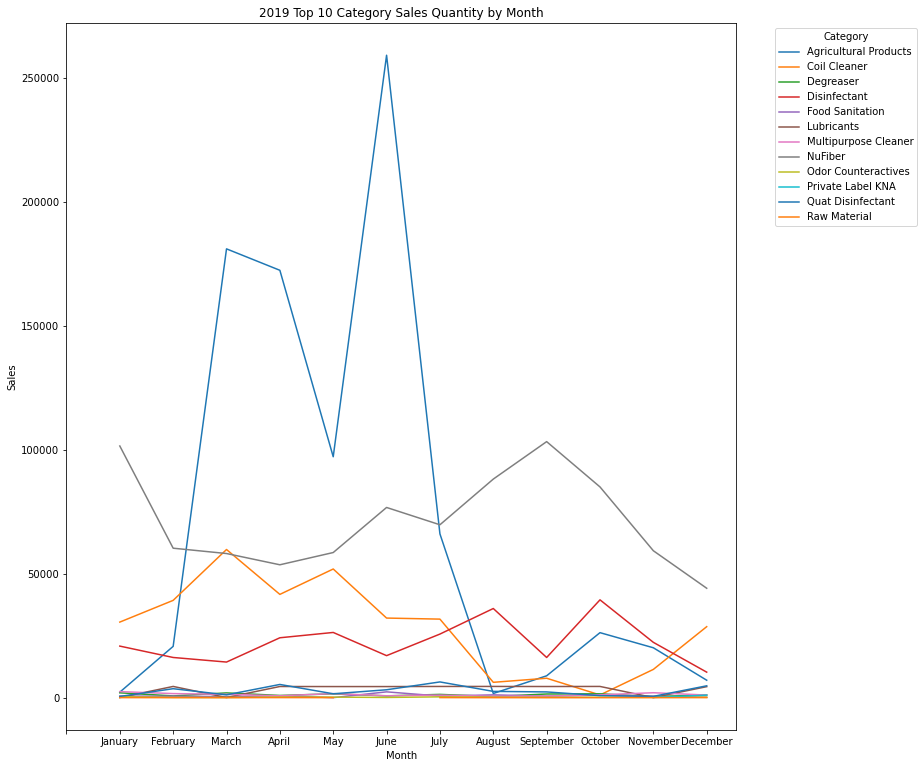 2019 Top 10 Category Sales Quantity by Month
Category
Agricultural Products
Coil Cleaner
Degreaser
Disinfectant
Food Sanitation
Lubricants
Multipurpose Cleaner
NuFiber
Odor Counteractives
Private Label KNA
Quat Disinfectant
Raw Material
250000
200000
150000
100000
50000
0
Sales
January February March April May June July August September October November December
Month